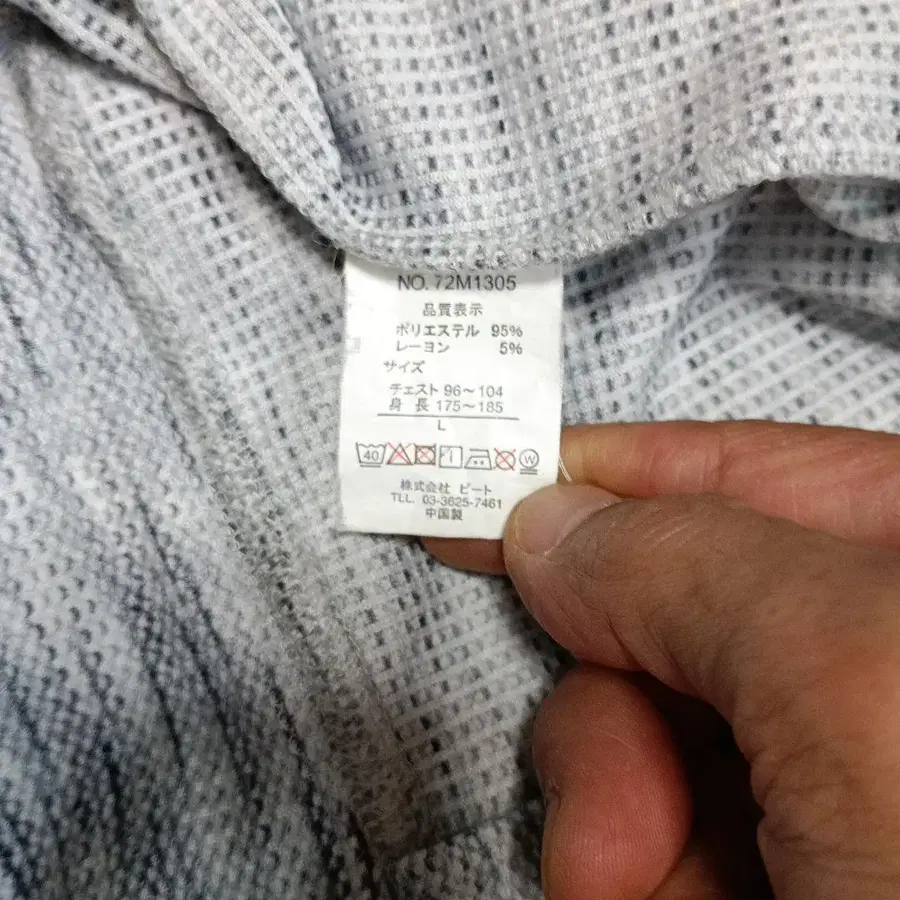 NO. 72M1305
品質表示
ポリエステル 95%
レーヨン 5%
サイズ
チェスト 96～104
身 長 175～185
L
40 W
株式会社 ビート
TEL. 03-3625-7461
中国製